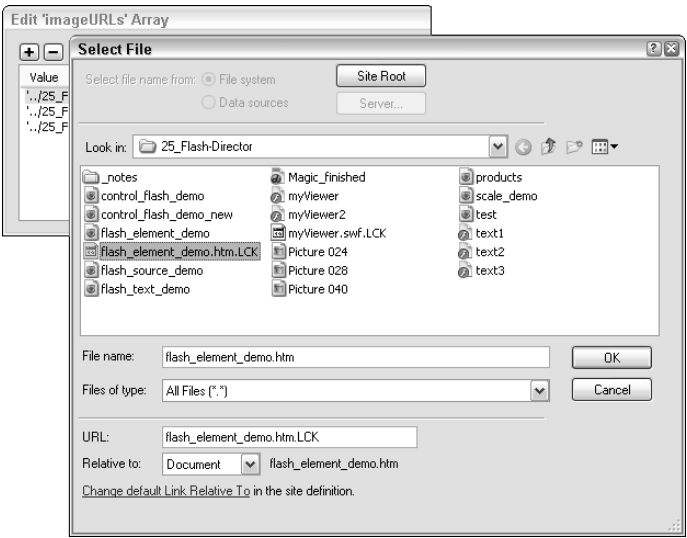 Edit 'imageURLs' Array
Select File
Value
'../25_F
'../25_F
'../25_F
Select file name from: File system
Data sources
Site Root
Server...
Look in: 25_Flash-Director
_notes
control_flash_demo
control_flash_demo_new
flash_element_demo
flash_element_demo.htm.LCK
flash_source_demo
flash_text_demo
Magic_finished
myViewer
myViewer2
myViewer.swf.LCK
Picture 024
Picture 028
Picture 040
products
scale_demo
test
text1
text2
text3
File name: flash_element_demo.htm
OK
Files of type: All Files (*.*)
Cancel
URL: flash_element_demo.htm.LCK
Relative to: Document flash_element_demo.htm
Change default Link Relative To in the site definition.